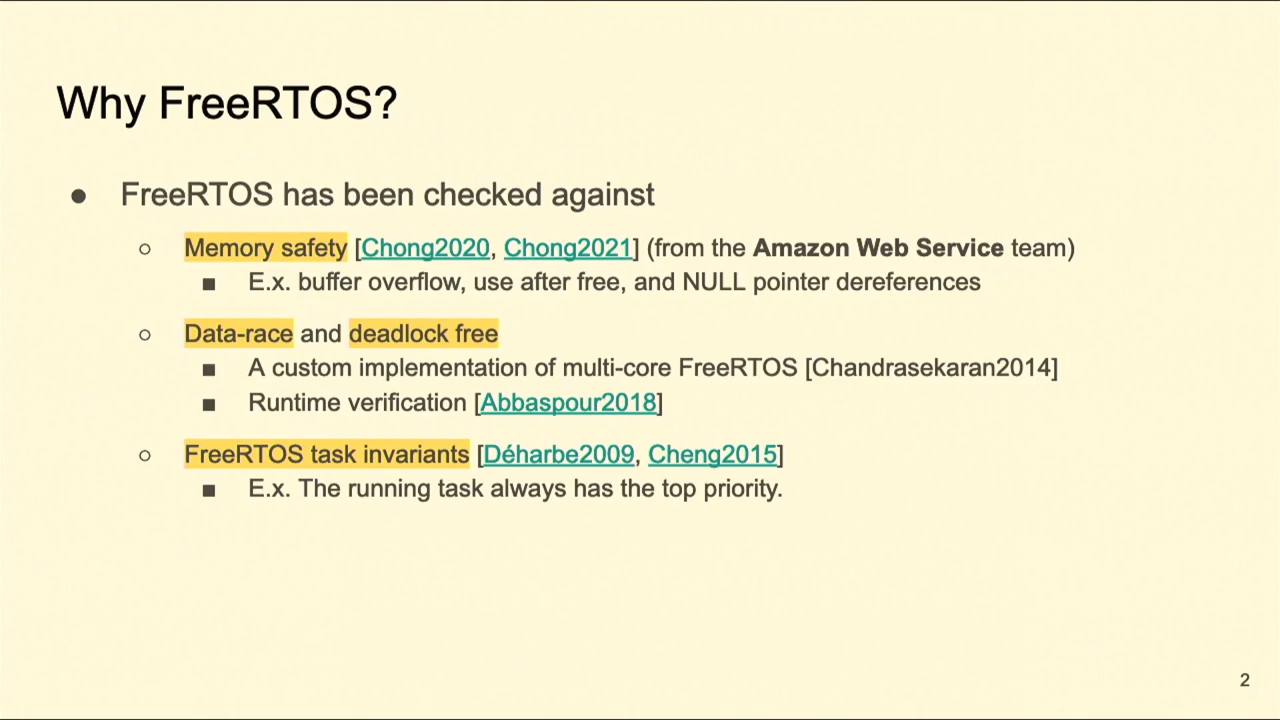 Why FreeRTOS?
● FreeRTOS has been checked against
○ Memory safety [Chong2020, Chong2021] (from the Amazon Web Service team)
■ E.x. buffer overflow, use after free, and NULL pointer dereferences
○ Data-race and deadlock free
■ A custom implementation of multi-core FreeRTOS [Chandrasekaran2014]
■ Runtime verification [Abbaspour2018]
○ FreeRTOS task invariants [Déharbe2009, Cheng2015]
■ E.x. The running task always has the top priority.
2